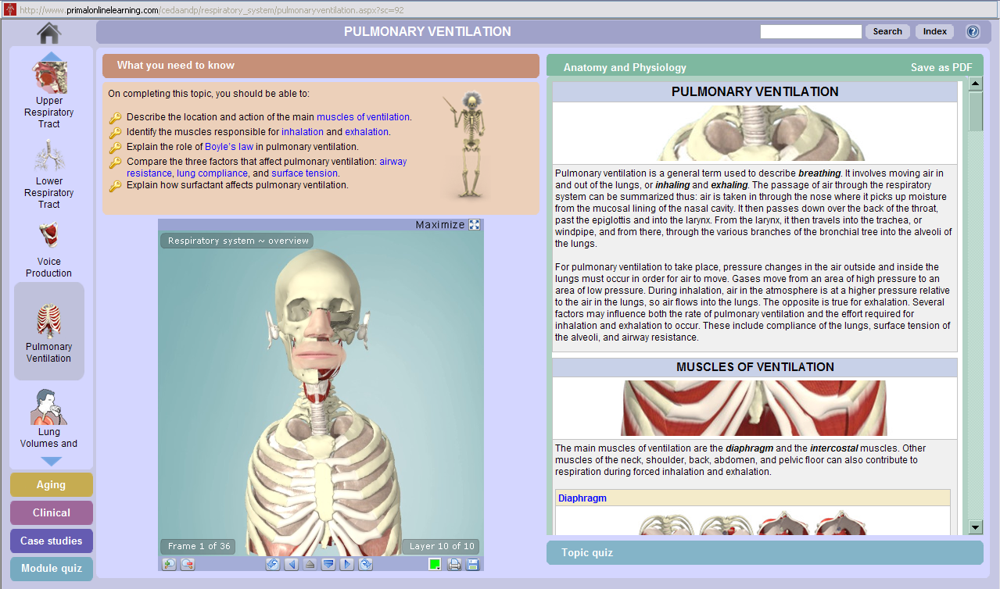 http://www.primalonlinelearning.com/cedaandp/respiratory_system/pulmonaryventilation.aspx?sc=92
PULMONARY VENTILATION
Search
Index
?
Upper
Respiratory
Tract
Lower
Respiratory
Tract
Voice
Production
Pulmonary
Ventilation
Lung
Volumes and
Aging
Clinical
Case studies
Module quiz
What you need to know
On completing this topic, you should be able to:
Describe the location and action of the main muscles of ventilation.
Identify the muscles responsible for inhalation and exhalation.
Explain the role of Boyle's law in pulmonary ventilation.
Compare the three factors that affect pulmonary ventilation: airway
resistance, lung compliance, and surface tension.
Explain how surfactant affects pulmonary ventilation.
Maximize
Respiratory system ~ overview
Frame 1 of 36
Layer 10 of 10
Anatomy and Physiology
Save as PDF
PULMONARY VENTILATION
Pulmonary ventilation is a general term used to describe breathing. It involves moving air in
and out of the lungs, or inhaling and exhaling. The passage of air through the respiratory
system can be summarized thus: air is taken in through the nose where it picks up moisture
from the mucosal lining of the nasal cavity. It then passes down over the back of the throat,
past the epiglottis and into the larynx. From the larynx, it then travels into the trachea, or
windpipe, and from there, through the various branches of the bronchial tree into the alveoli of
the lungs.
For pulmonary ventilation to take place, pressure changes in the air outside and inside the
lungs must occur in order for air to move. Gases move from an area of high pressure to an
area of low pressure. During inhalation, air in the atmosphere is at a higher pressure relative
to the air in the lungs, so air flows into the lungs. The opposite is true for exhalation. Several
factors may influence both the rate of pulmonary ventilation and the effort required for
inhalation and exhalation to occur. These include compliance of the lungs, surface tension of
the alveoli, and airway resistance.
MUSCLES OF VENTILATION
The main muscles of ventilation are the diaphragm and the intercostal muscles. Other
muscles of the neck, shoulder, back, abdomen, and pelvic floor can also contribute to
respiration during forced inhalation and exhalation.
Diaphragm
Topic quiz